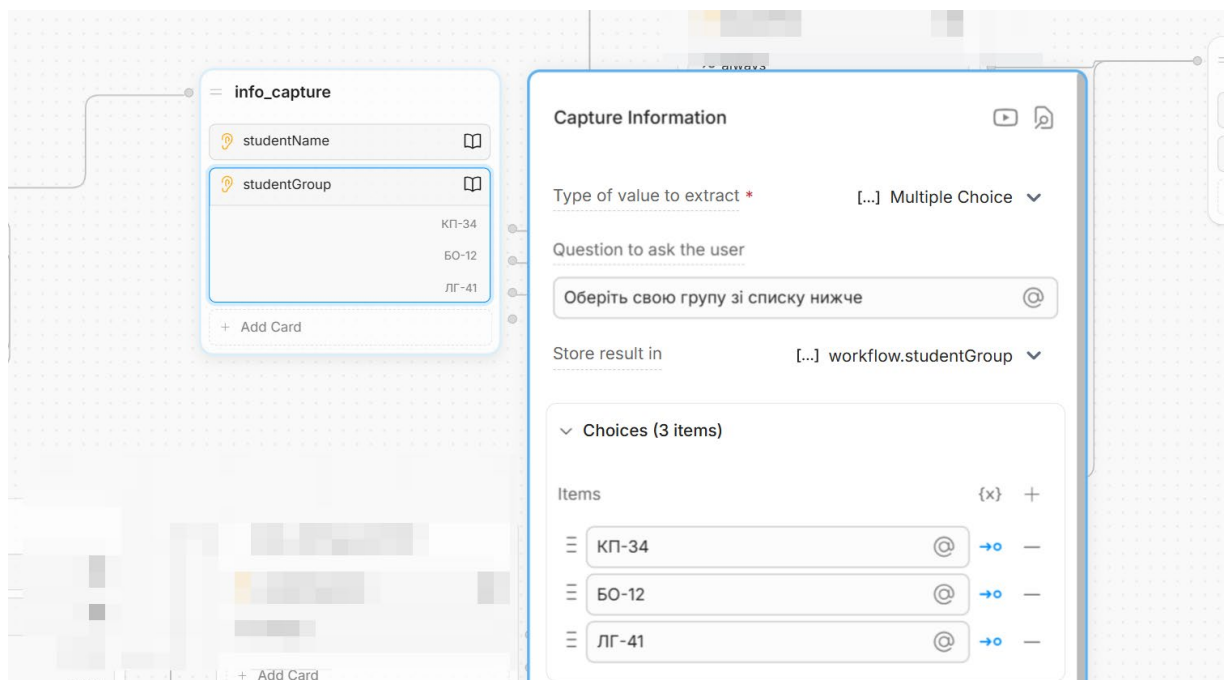 always
info_capture
studentName
studentGroup
КП-34
БО-12
ЛГ-41
+ Add Card
Capture Information
Type of value to extract *
[...] Multiple Choice
Question to ask the user
Оберіть свою групу зі списку нижче
@
Store result in
[...] workflow.studentGroup
Choices (3 items)
Items
{x} +
КП-34 @
БО-12 @
ЛГ-41 @
+ Add Card